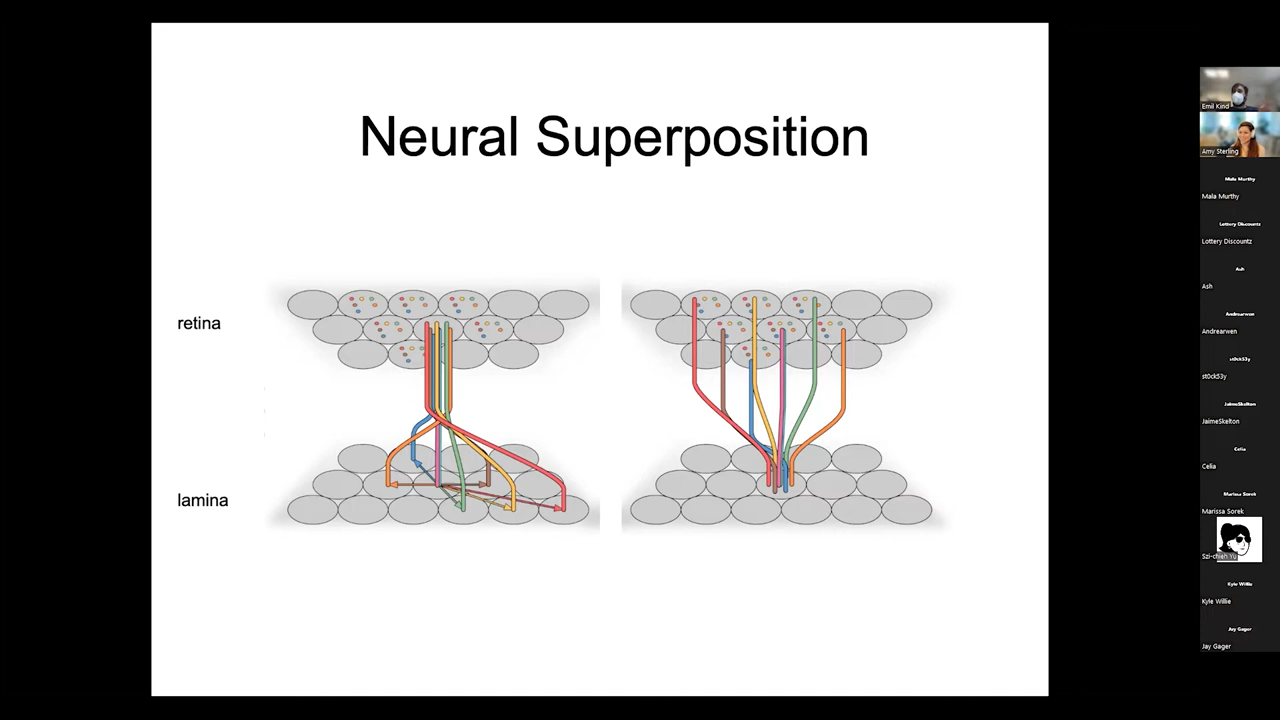 Neural Superposition
retina
lamina
Emil Kind
Amy Sterling
Mala Murthy
Mala Murthy
Lottery Discountz
Lottery Discountz
Ash
Ash
Andrearwen
Andrearwen
st0ck53y
st0ck53y
JaimeSkelton
JaimeSkelton
Celia
Celia
Marissa Sorek
Marissa Sorek
Szi-chieh Yu
Kyle Willie
Kyle Willie
Jay Gager
Jay Gager